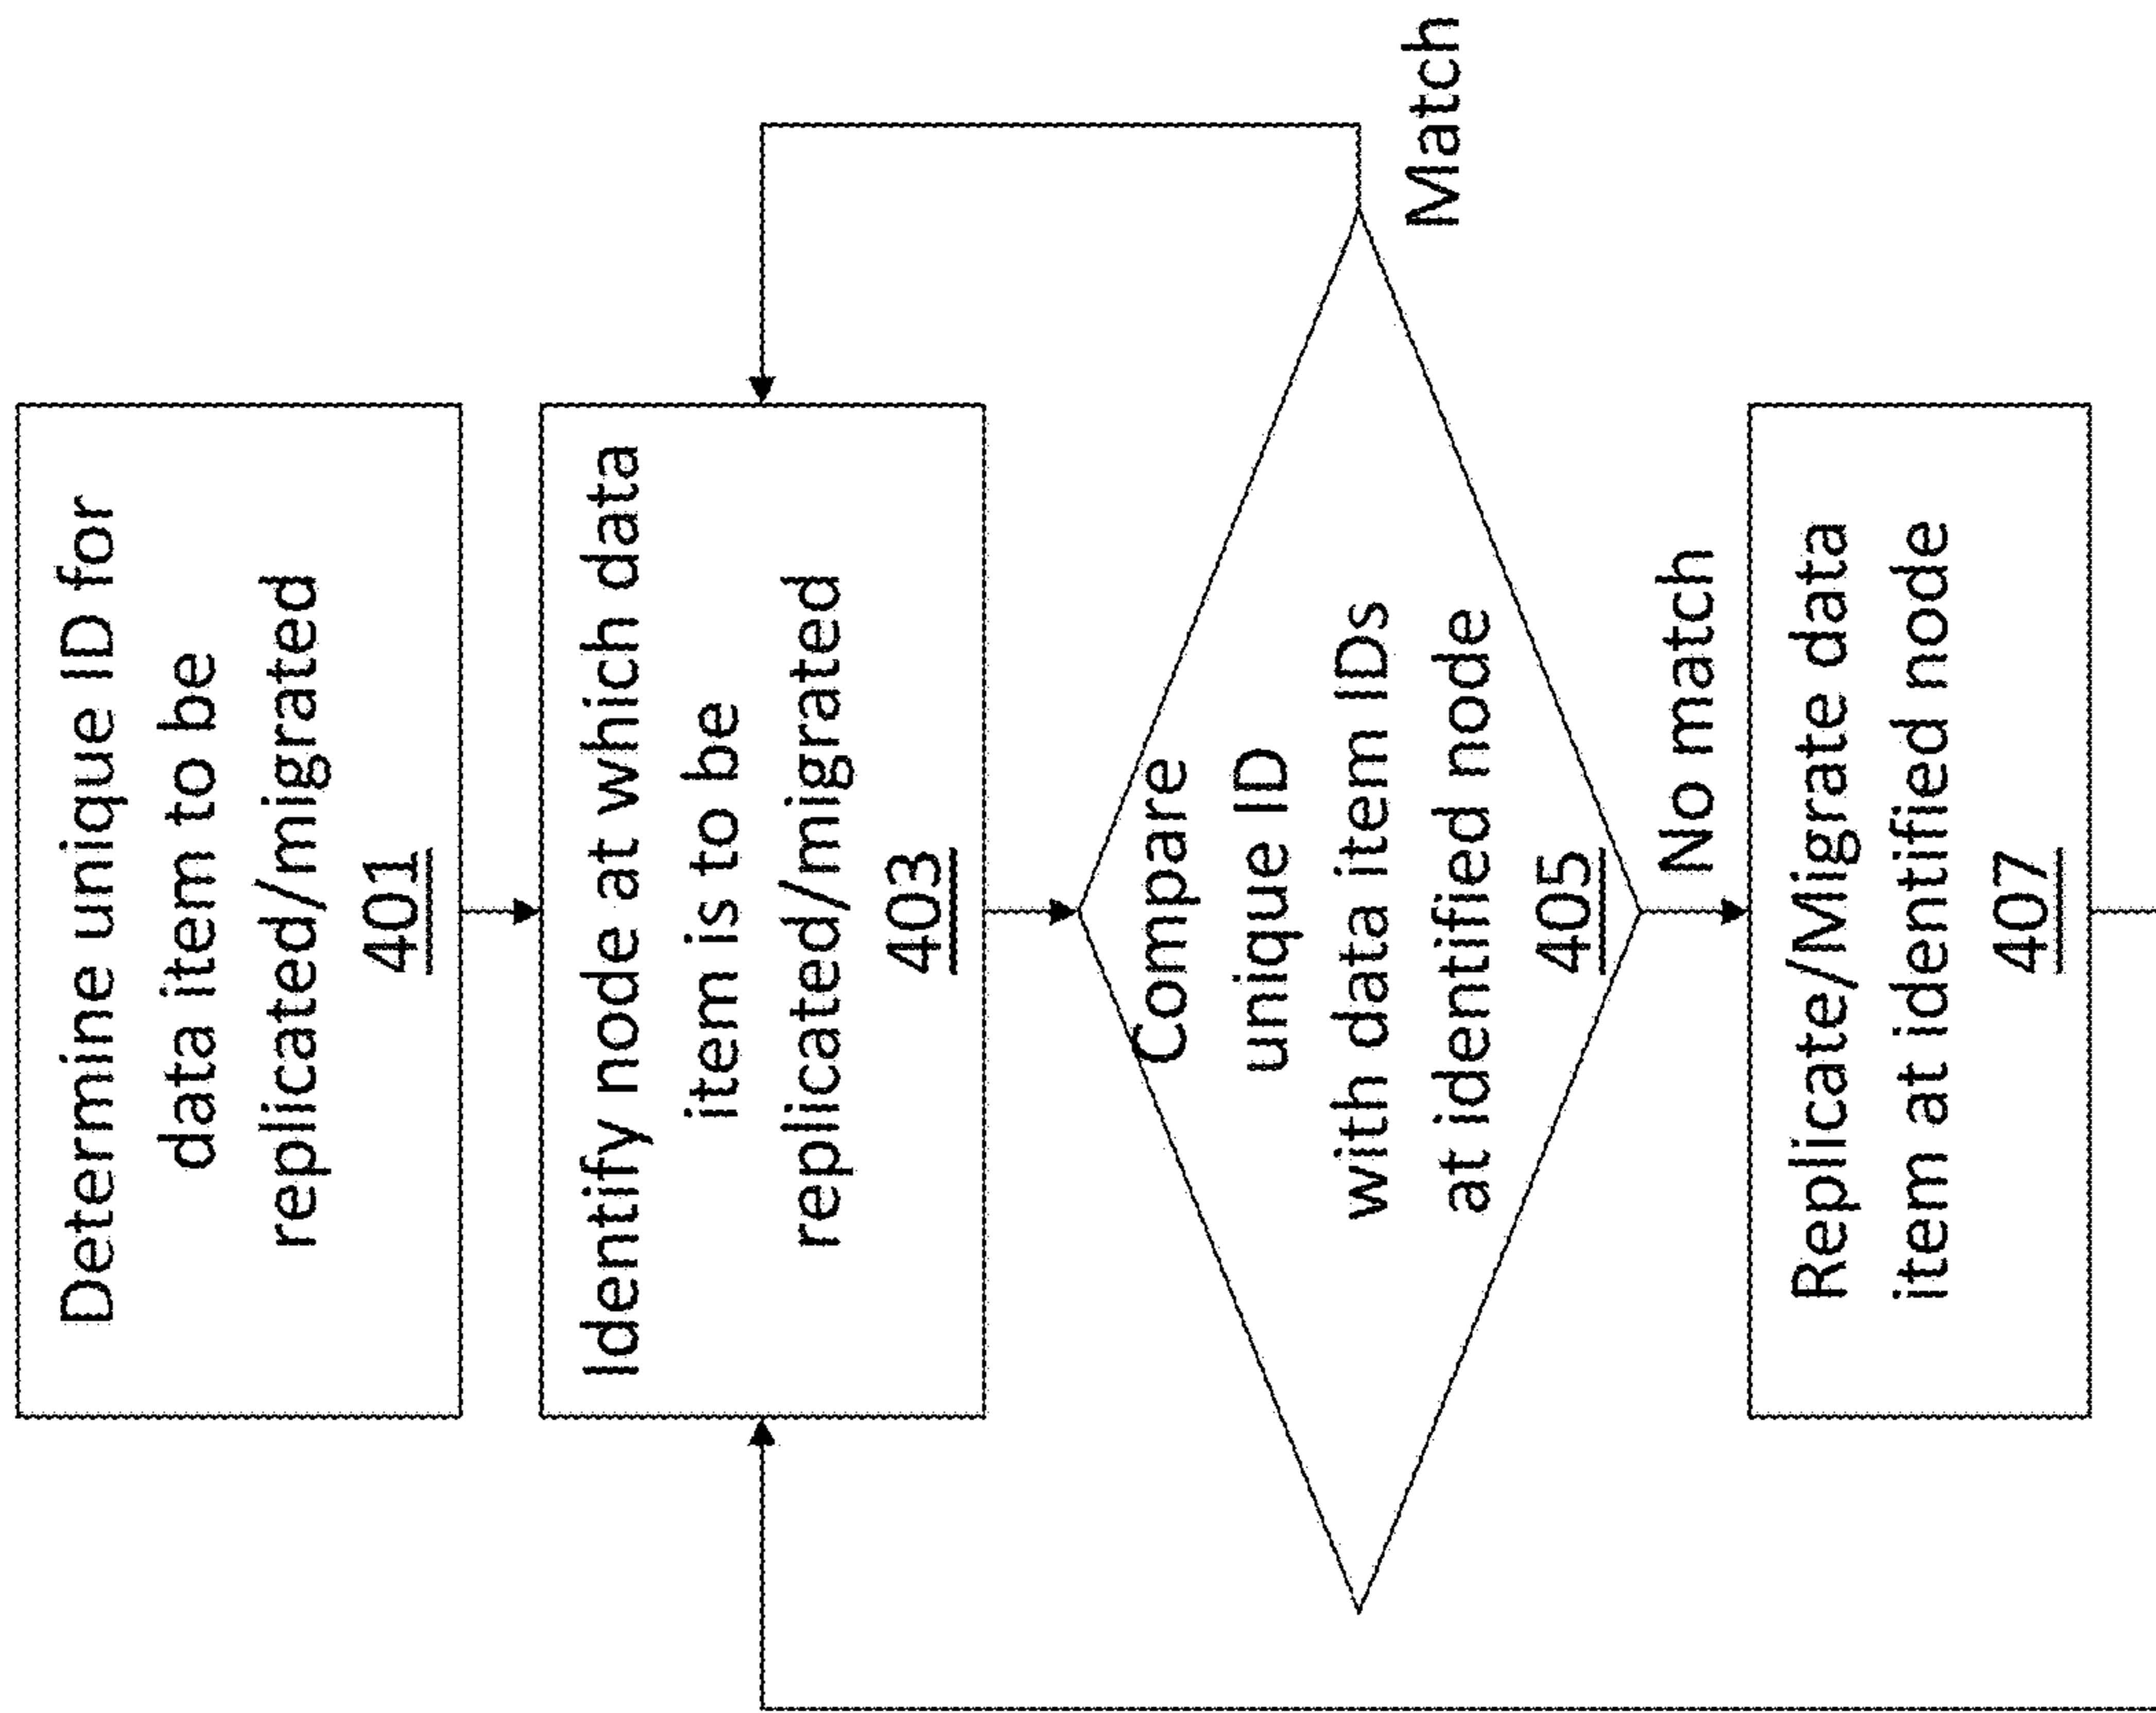 Determine unique ID for
data item to be
replicated/migrated
401
Identify node at which data
item is to be
replicated/migrated
403
Compare
unique ID
with data item IDs
at identified node
405
Match
No match
Replicate/Migrate data
item at identified node
407